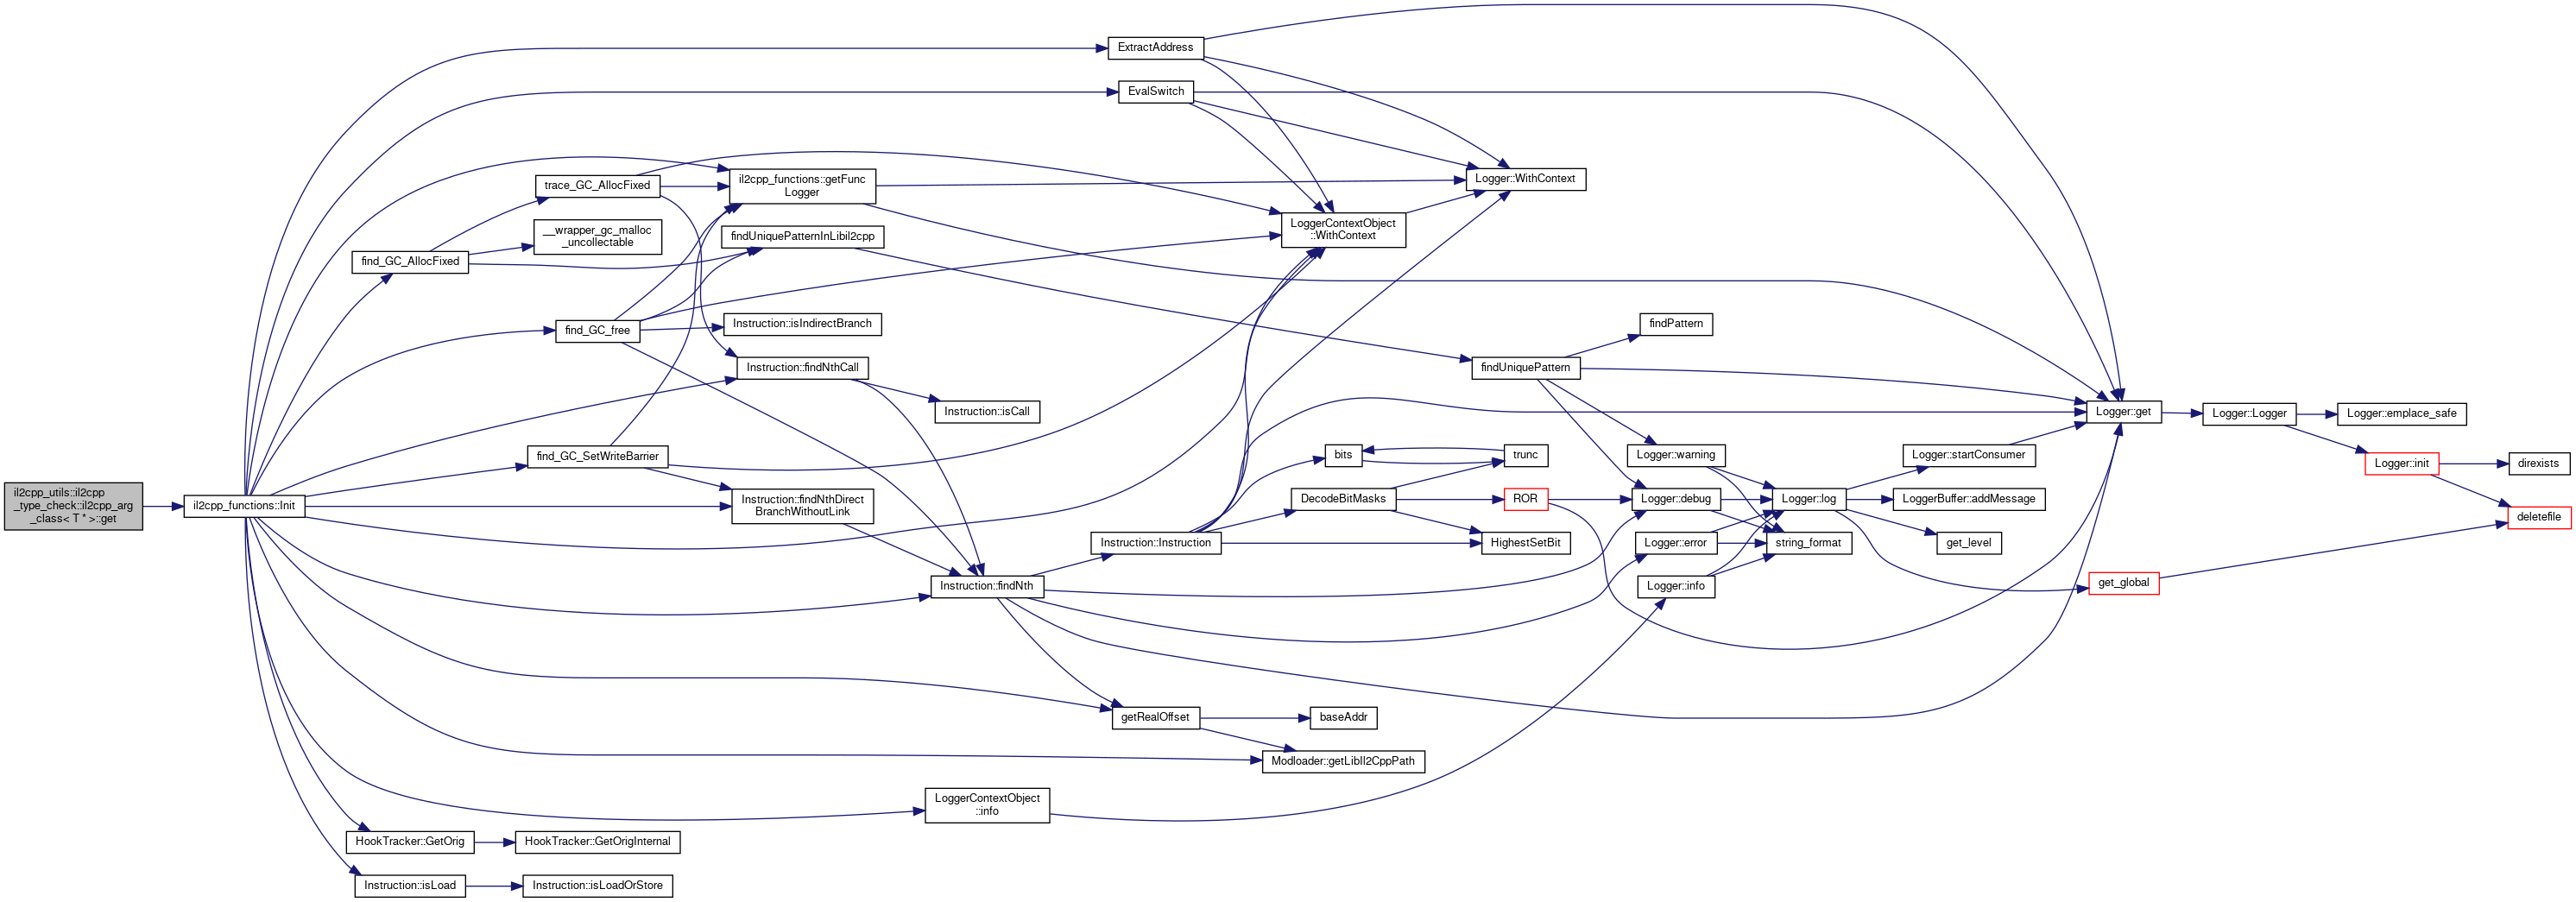 il2cpp_utils::il2cpp
_type_check::il2cpp_arg
_class< T * >::get
il2cpp_functions::Init
ExtractAddress
EvalSwitch
trace_GC_AllocFixed
il2cpp_functions::getFunc
Logger
__wrapper_gc_malloc
_uncollectable
findUniquePatternInLibil2cpp
find_GC_AllocFixed
find_GC_free
Instruction::isIndirectBranch
Instruction::findNthCall
Instruction::isCall
find_GC_SetWriteBarrier
Instruction::findNthDirect
BranchWithoutLink
Instruction::findNth
Instruction::Instruction
getRealOffset
baseAddr
Modloader::getLibIl2CppPath
LoggerContextObject
::info
HookTracker::GetOrig
HookTracker::GetOrigInternal
Instruction::isLoad
Instruction::isLoadOrStore
Logger::WithContext
LoggerContextObject
::WithContext
findPattern
findUniquePattern
bits
trunc
DecodeBitMasks
ROR
HighestSetBit
Logger::warning
Logger::debug
Logger::error
Logger::info
Logger::log
string_format
Logger::startConsumer
LoggerBuffer::addMessage
get_level
get_global
Logger::get
Logger::Logger
Logger::emplace_safe
Logger::init
direxists
deletefile